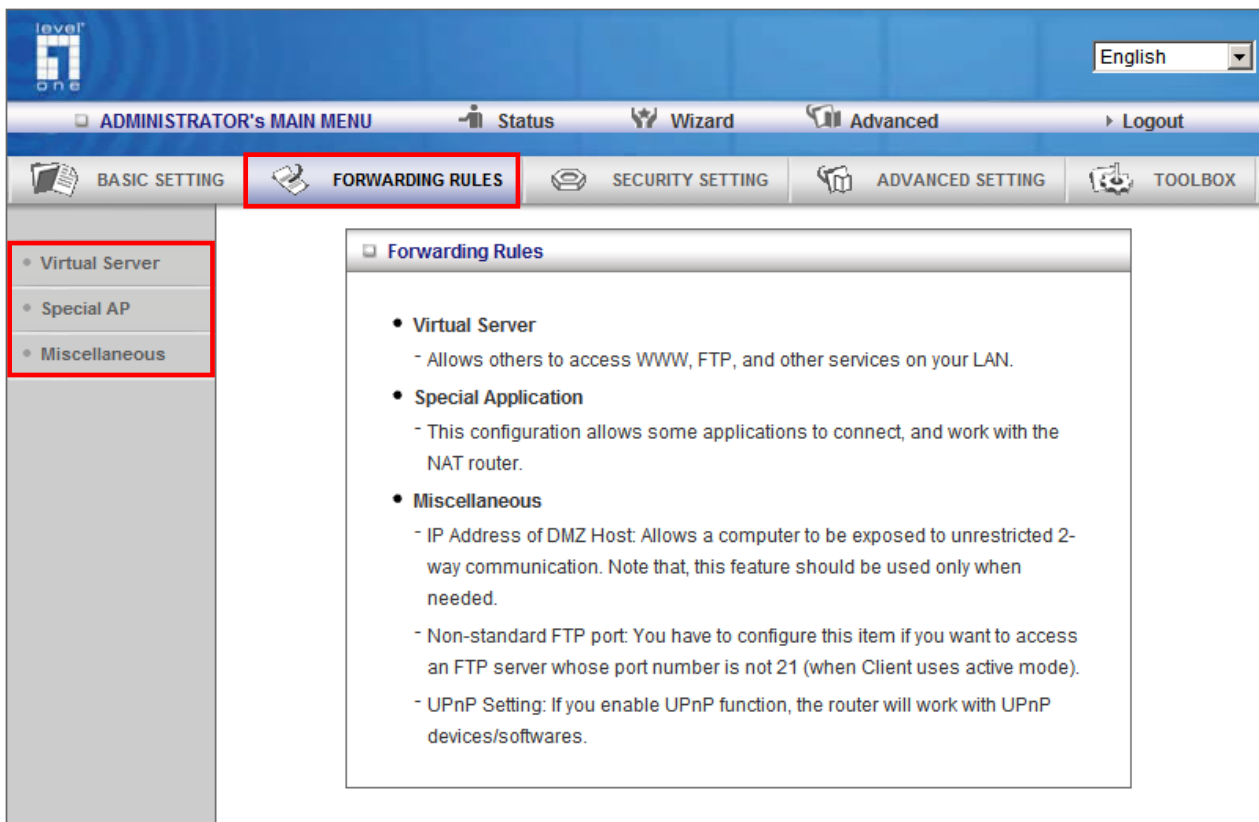 level
one
English
ADMINISTRATOR's MAIN MENU Status Wizard Advanced Logout
BASIC SETTING FORWARDING RULES SECURITY SETTING ADVANCED SETTING TOOLBOX
Virtual Server
Special AP
Miscellaneous
Forwarding Rules
Virtual Server
- Allows others to access WWW, FTP, and other services on your LAN.
Special Application
- This configuration allows some applications to connect, and work with the
NAT router.
Miscellaneous
- IP Address of DMZ Host: Allows a computer to be exposed to unrestricted 2-
way communication. Note that, this feature should be used only when
needed.
- Non-standard FTP port: You have to configure this item if you want to access
an FTP server whose port number is not 21 (when Client uses active mode).
- UPnP Setting: If you enable UPnP function, the router will work with UPnP
devices/softwares.